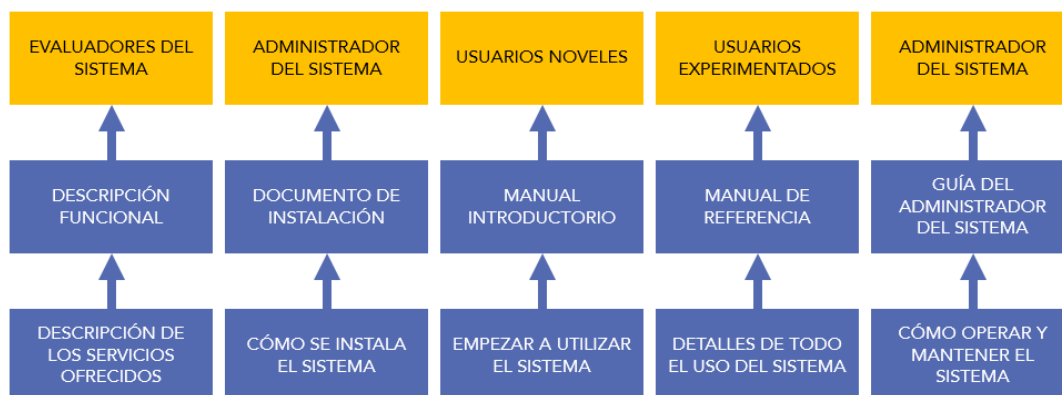 EVALUADORES DEL
SISTEMA
ADMINISTRADOR
DEL SISTEMA
USUARIOS NOVELES
USUARIOS
EXPERIMENTADOS
ADMINISTRADOR
DEL SISTEMA
DESCRIPCIÓN
FUNCIONAL
DOCUMENTO DE
INSTALACIÓN
MANUAL
INTRODUCTORIO
MANUAL DE
REFERENCIA
GUÍA DEL
ADMINISTRADOR
DEL SISTEMA
DESCRIPCIÓN DE
LOS SERVICIOS
OFRECIDOS
CÓMO SE INSTALA
EL SISTEMA
EMPEZAR A UTILIZAR
EL SISTEMA
DETALLES DE TODO
EL USO DEL SISTEMA
CÓMO OPERAR Y
MANTENER EL
SISTEMA